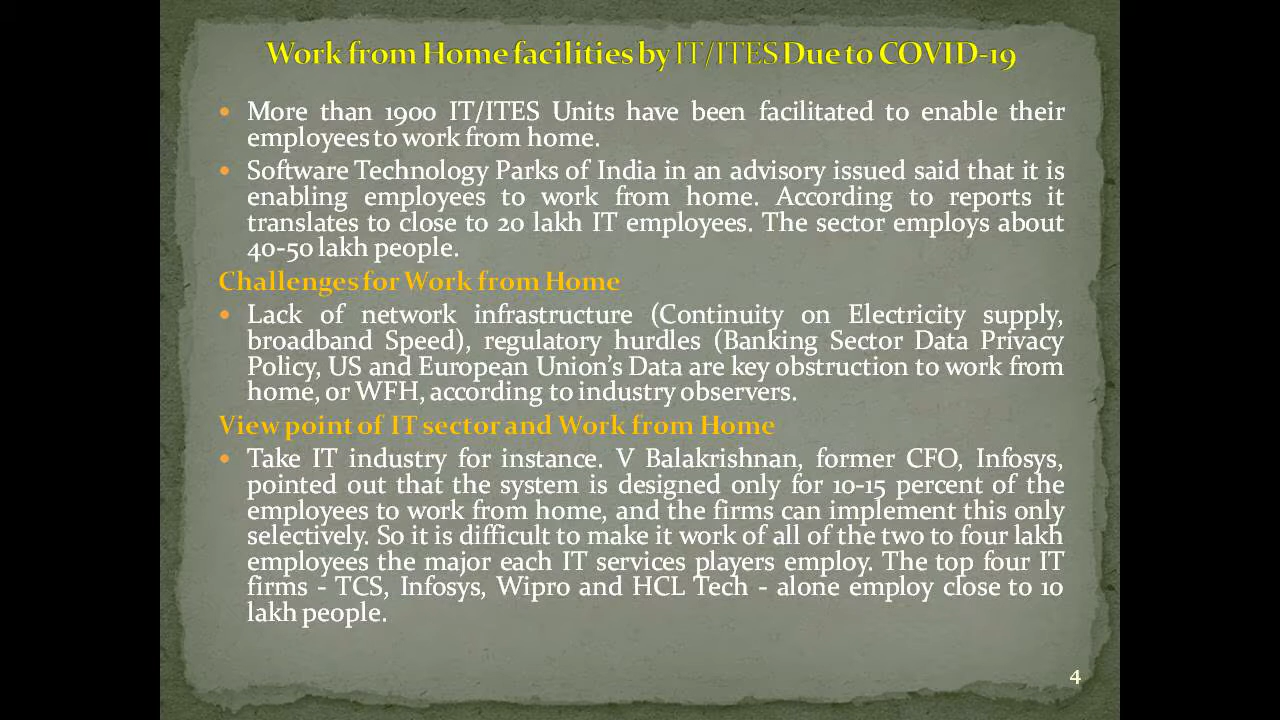 Work from Home facilities by IT/ITES Due to COVID-19
• More than 1900 IT/ITES Units have been facilitated to enable their
employees to work from home.
• Software Technology Parks of India in an advisory issued said that it is
enabling employees to work from home. According to reports it
translates to close to 20 lakh IT employees. The sector employs about
40-50 lakh people.
Challenges for Work from Home
• Lack of network infrastructure (Continuity on Electricity supply,
broadband Speed), regulatory hurdles (Banking Sector Data Privacy
Policy, US and European Union's Data are key obstruction to work from
home, or WFH, according to industry observers.
View point of IT sector and Work from Home
• Take IT industry for instance. V Balakrishnan, former CFO, Infosys,
pointed out that the system is designed only for 10-15 percent of the
employees to work from home, and the firms can implement this only
selectively. So it is difficult to make it work of all of the two to four lakh
employees the major each IT services players employ. The top four IT
firms - TCS, Infosys, Wipro and HCL Tech - alone employ close to 10
lakh people.
4